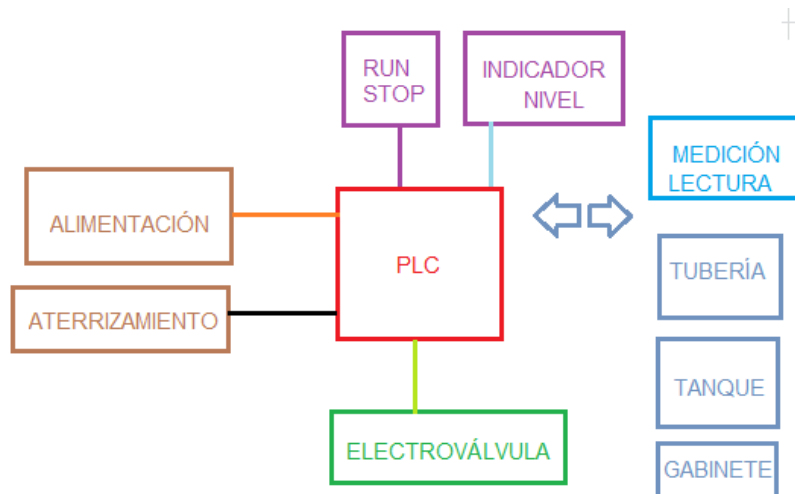 RUN
STOP
INDICADOR
NIVEL
MEDICIÓN
LECTURA
ALIMENTACIÓN
PLC
TUBERÍA
ATERRIZAMIENTO
TANQUE
ELECTROVÁLVULA
GABINETE